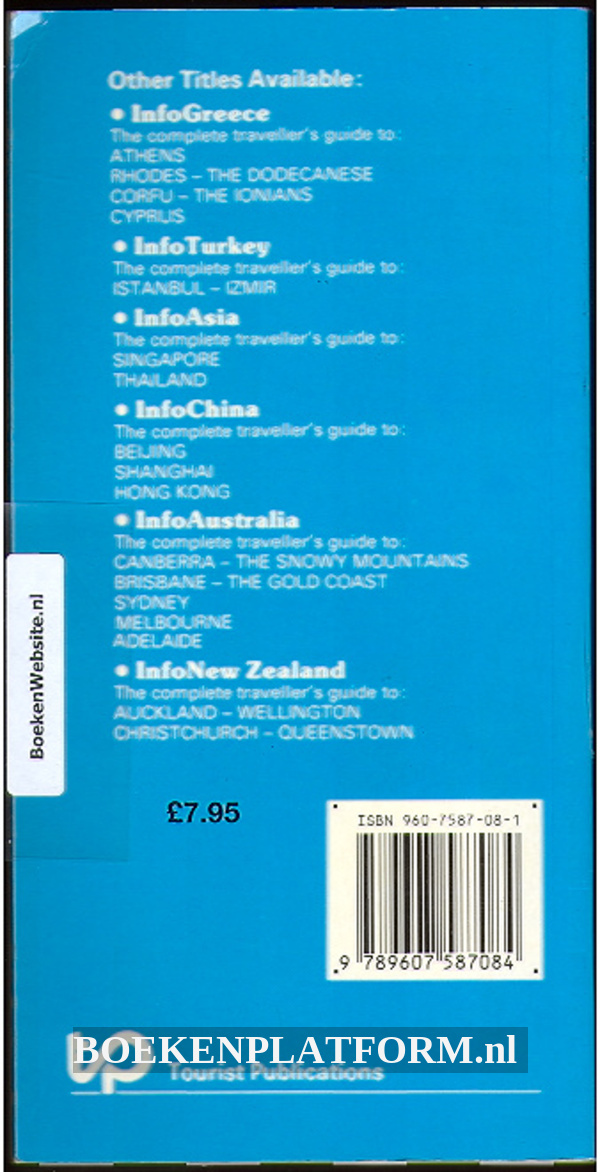 Other Titles Available:
• InfoGreece
The complete traveller's guide to:
ATHENS
RHODES – THE DODECANESE
CORFU – THE IONIANS
CYPRUS
• InfoTurkey
The complete traveller's guide to:
ISTANBUL – IZMIR
• InfoAsia
The complete traveller's guide to:
SINGAPORE
THAILAND
• InfoChina
The complete traveller's guide to:
BEIJING
SHANGHAI
HONG KONG
• InfoAustralia
The complete traveller's guide to:
CANBERRA – THE SNOWY MOUNTAINS
BRISBANE – THE GOLD COAST
SYDNEY
MELBOURNE
ADELAIDE
• InfoNew Zealand
The complete traveller's guide to:
AUCKLAND – WELLINGTON
CHRISTCHURCH – QUEENSTOWN
BoekenWebsite.nl
£7.95
ISBN 960-7587-08-1
9 789607 587084
BOEKENPLATFORM.nl
tp
Tourist Publications